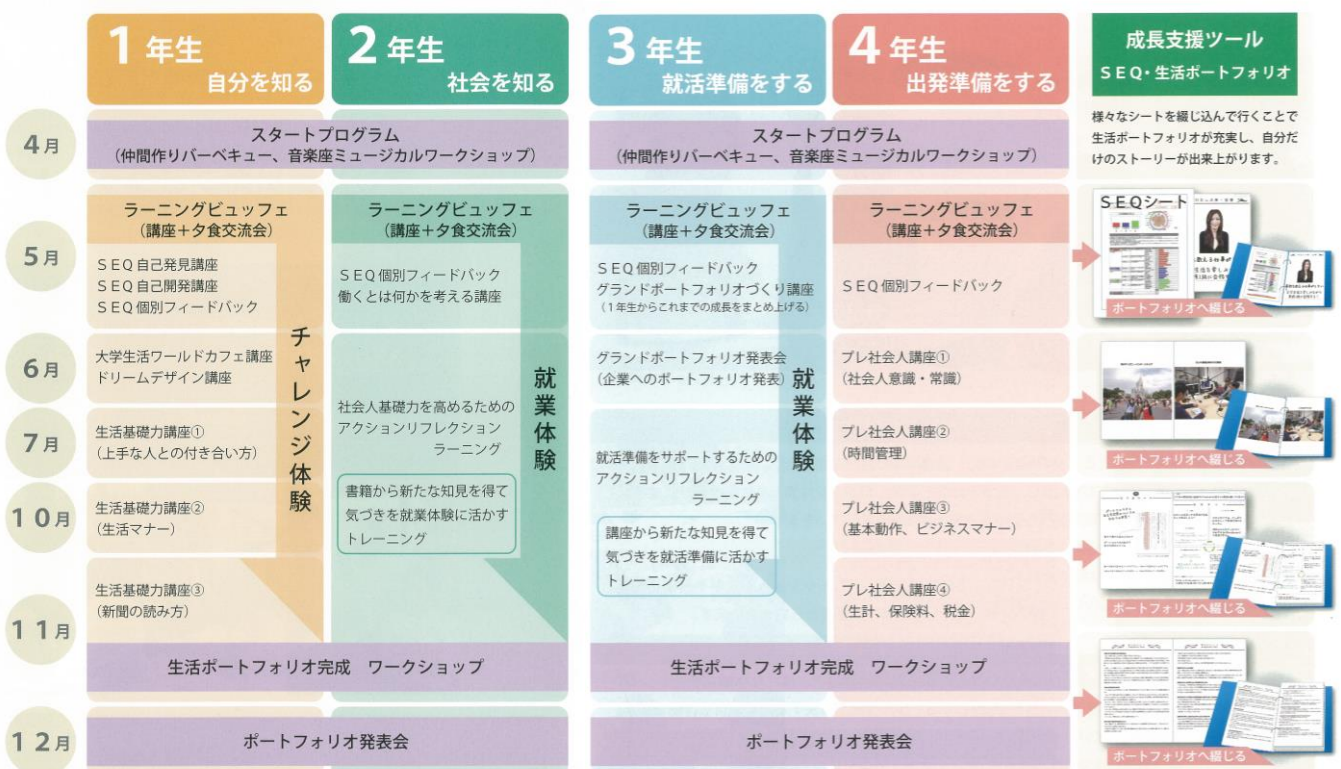 1年生
自分を知る
2年生
社会を知る
3年生
就活準備をする
4年生
出発準備をする
成長支援ツール
SEQ・生活ポートフォリオ
様々なシートを綴じ込んで行くことで
生活ポートフォリオが充実し、自分だ
けのストーリーが出来上がります。
4月
スタートプログラム
（仲間作りバーベキュー、音楽座ミュージカルワークショップ）
スタートプログラム
（仲間作りバーベキュー、音楽座ミュージカルワークショップ）
5月
ラーニングビュッフェ
（講座＋夕食交流会）
SEQ自己発見講座
SEQ自己開発講座
SEQ個別フィードバック
ラーニングビュッフェ
（講座＋夕食交流会）
SEQ個別フィードバック
働くとは何かを考える講座
ラーニングビュッフェ
（講座＋夕食交流会）
SEQ個別フィードバック
グランドポートフォリオづくり講座
（1年生からこれまでの成長をまとめ上げる）
ラーニングビュッフェ
（講座＋夕食交流会）
SEQ個別フィードバック
SEQシート
ポートフォリオへ綴じる
チャレンジ体験
就業体験
就業体験
6月
大学生活ワールドカフェ講座
ドリームデザイン講座
社会人基礎力を高めるための
アクションリフレクション
ラーニング
書籍から新たな知見を得て
気づきを就業体験に活かす
トレーニング
グランドポートフォリオ発表会
（企業へのポートフォリオ発表）
プレ社会人講座①
（社会人意識・常識）
7月
生活基礎力講座①
（上手な人との付き合い方）
就活準備をサポートするための
アクションリフレクション
ラーニング
講座から新たな知見を得て
気づきを就活準備に活かす
トレーニング
プレ社会人講座②
（時間管理）
ポートフォリオへ綴じる
10月
生活基礎力講座②
（生活マナー）
プレ社会人講座③
（基本動作、ビジネスマナー）
ポートフォリオへ綴じる
11月
生活基礎力講座③
（新聞の読み方）
プレ社会人講座④
（生計、保険料、税金）
生活ポートフォリオ完成　ワークショップ
生活ポートフォリオ完成　ワークショップ
12月
ポートフォリオ発表会
ポートフォリオ発表会
ポートフォリオへ綴じる